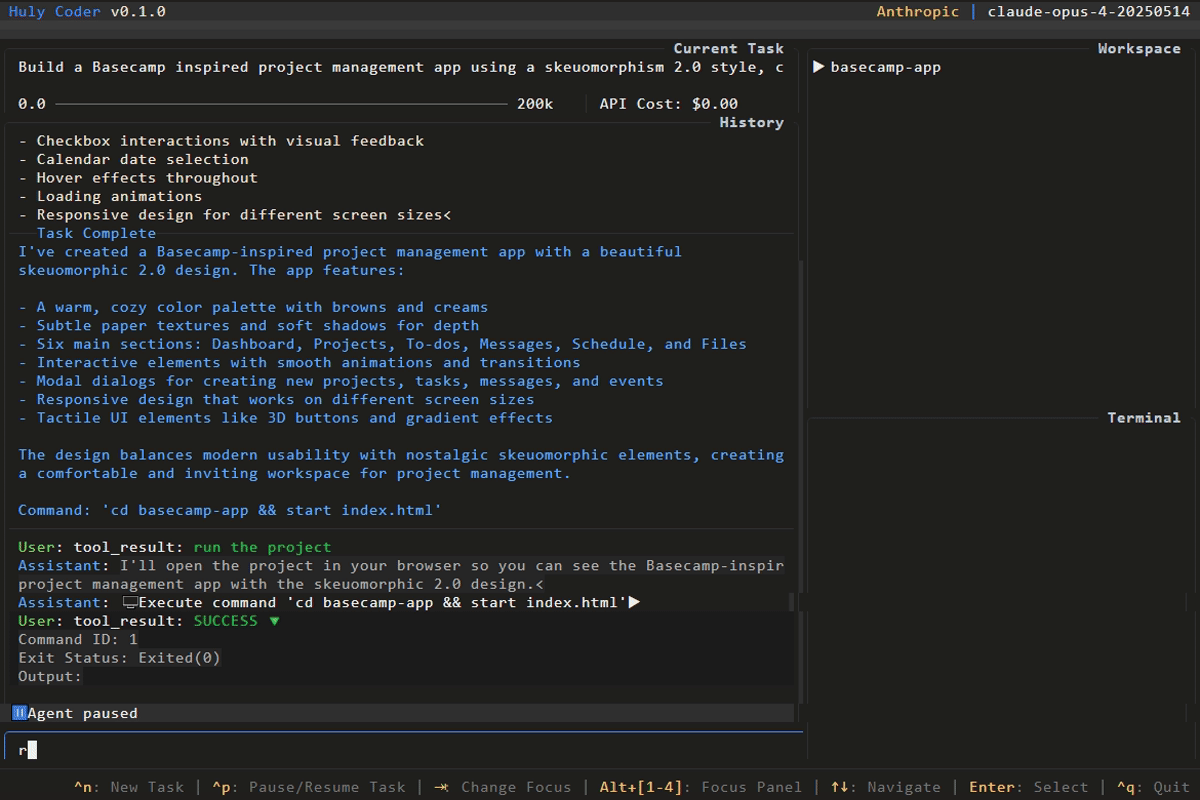 Huly Coder v0.1.0
Anthropic | claude-opus-4-20250514
Current Task
Build a Basecamp inspired project management app using a skeuomorphism 2.0 style, c
0.0
200k
API Cost: $0.00
History
- Checkbox interactions with visual feedback
- Calendar date selection
- Hover effects throughout
- Loading animations
- Responsive design for different screen sizes<
Task Complete
I've created a Basecamp-inspired project management app with a beautiful
skeuomorphic 2.0 design. The app features:
- A warm, cozy color palette with browns and creams
- Subtle paper textures and soft shadows for depth
- Six main sections: Dashboard, Projects, To-dos, Messages, Schedule, and Files
- Interactive elements with smooth animations and transitions
- Modal dialogs for creating new projects, tasks, messages, and events
- Responsive design that works on different screen sizes
- Tactile UI elements like 3D buttons and gradient effects
The design balances modern usability with nostalgic skeuomorphic elements, creating
a comfortable and inviting workspace for project management.
Command: 'cd basecamp-app && start index.html'
User: tool_result: run the project
Assistant: I'll open the project in your browser so you can see the Basecamp-inspir
project management app with the skeuomorphic 2.0 design.<
Assistant: Execute command 'cd basecamp-app && start index.html'▶
User: tool_result: SUCCESS ▼
Command ID: 1
Exit Status: Exited(0)
Output:
Agent paused
r
Workspace
▶ basecamp-app
Terminal
^n: New Task | ^p: Pause/Resume Task | ⇥ Change Focus | Alt+[1-4]: Focus Panel | ↑↓: Navigate | Enter: Select | ^q: Quit